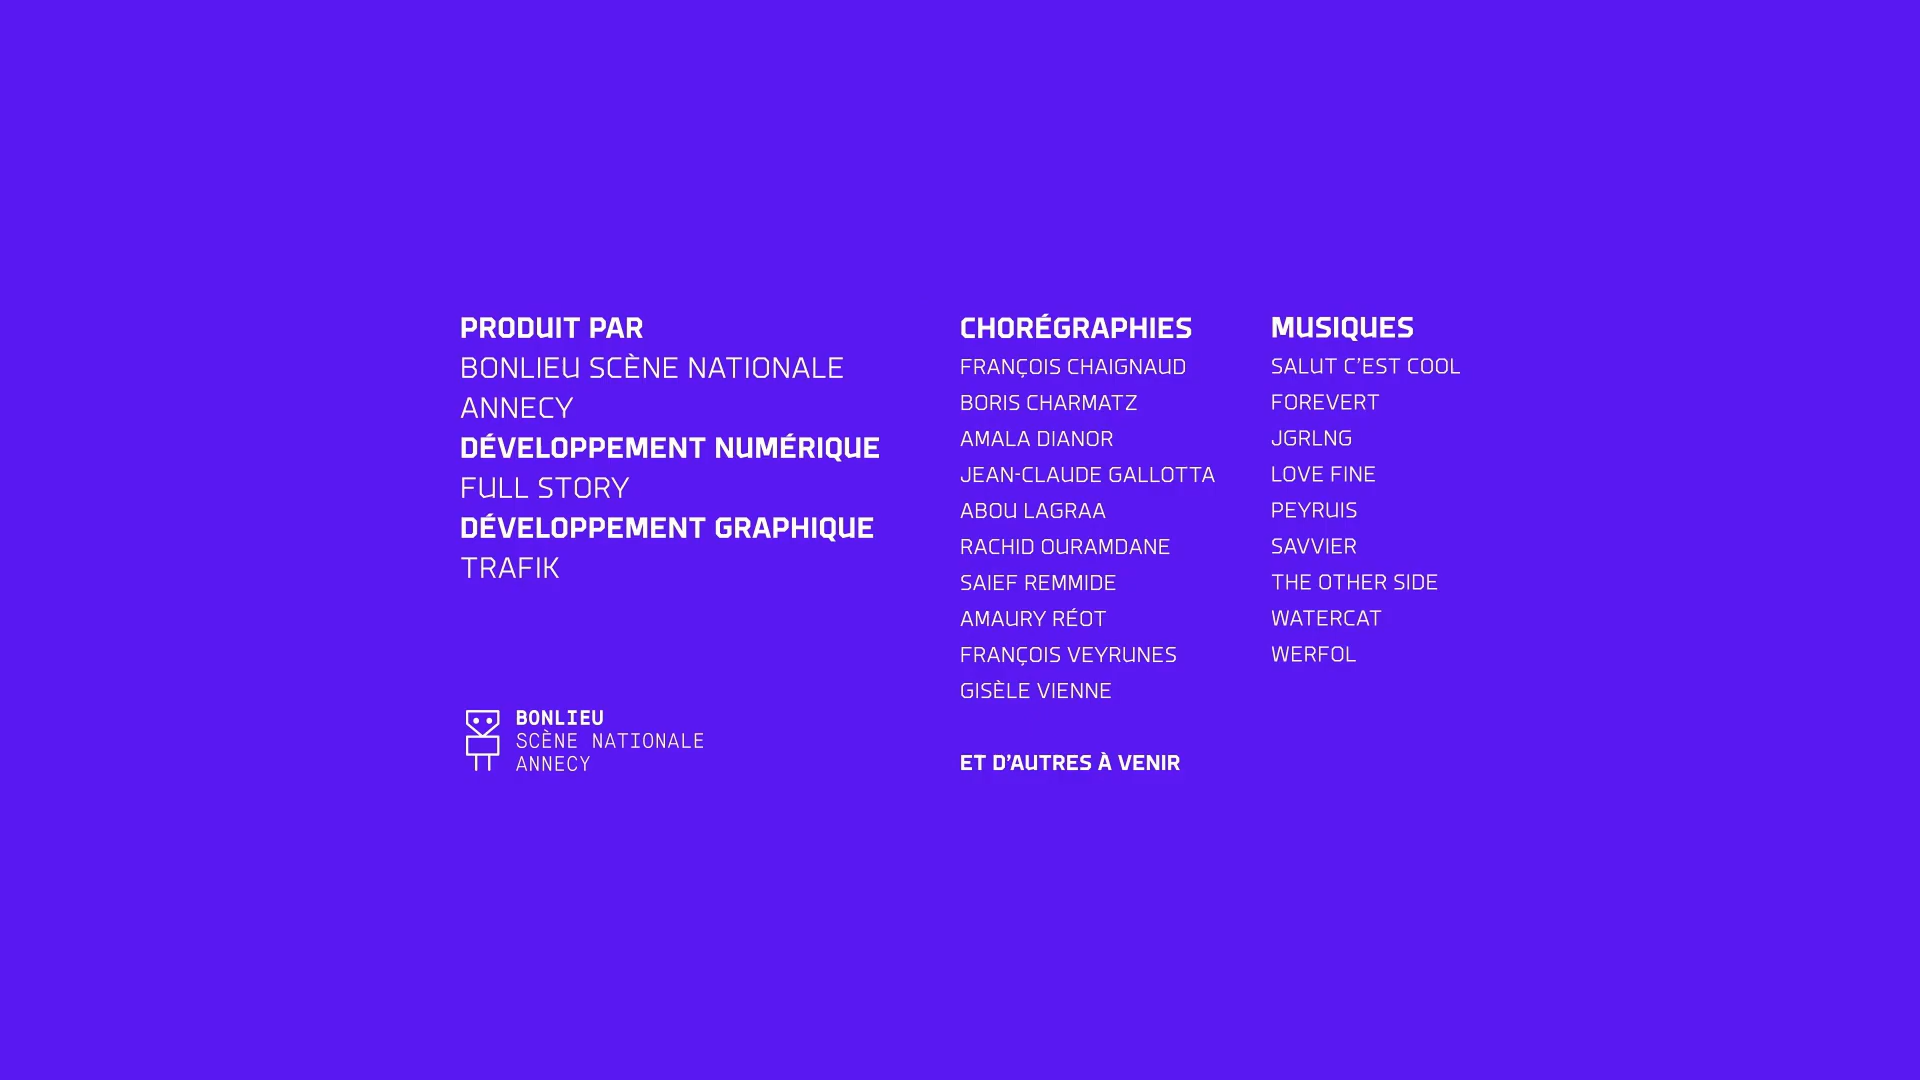 PRODUIT PAR
BONLIEU SCÈNE NATIONALE
ANNECY
DÉVELOPPEMENT NUMÉRIQUE
FULL STORY
DÉVELOPPEMENT GRAPHIQUE
TRAFIK
BONLIEU
SCÈNE NATIONALE
ANNECY
CHORÉGRAPHIES
FRANÇOIS CHAIGNAUD
BORIS CHARMATZ
AMALA DIANOR
JEAN-CLAUDE GALLOTTA
ABOU LAGRAA
RACHID OURAMDANE
SAIEF REMMIDE
AMAURY RÉOT
FRANÇOIS VEYRUNES
GISÈLE VIENNE
ET D’AUTRES À VENIR
MUSIQUES
SALUT C’EST COOL
FOREVERT
JGRLNG
LOVE FINE
PEYRUIS
SAVVIER
THE OTHER SIDE
WATERCAT
WERFOL